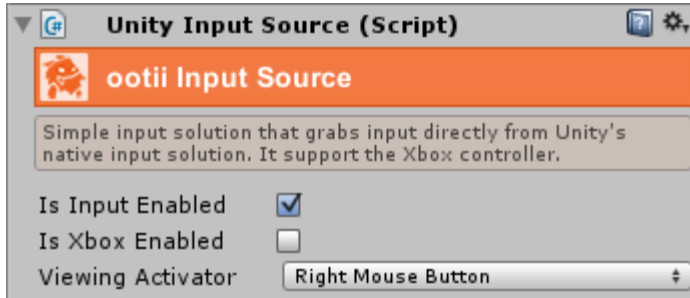 Unity Input Source (Script)
ootii Input Source
Simple input solution that grabs input directly from Unity's
native input solution. It support the Xbox controller.
Is Input Enabled
Is Xbox Enabled
Viewing Activator Right Mouse Button